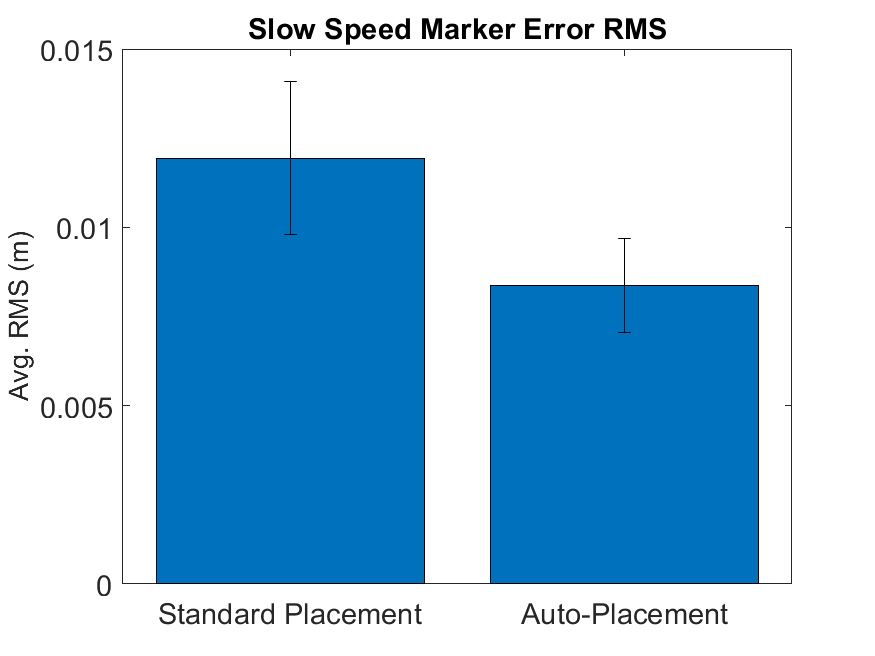 Slow Speed Marker Error RMS
0.015
0.01
0.005
0
Avg. RMS (m)
Standard Placement
Auto-Placement